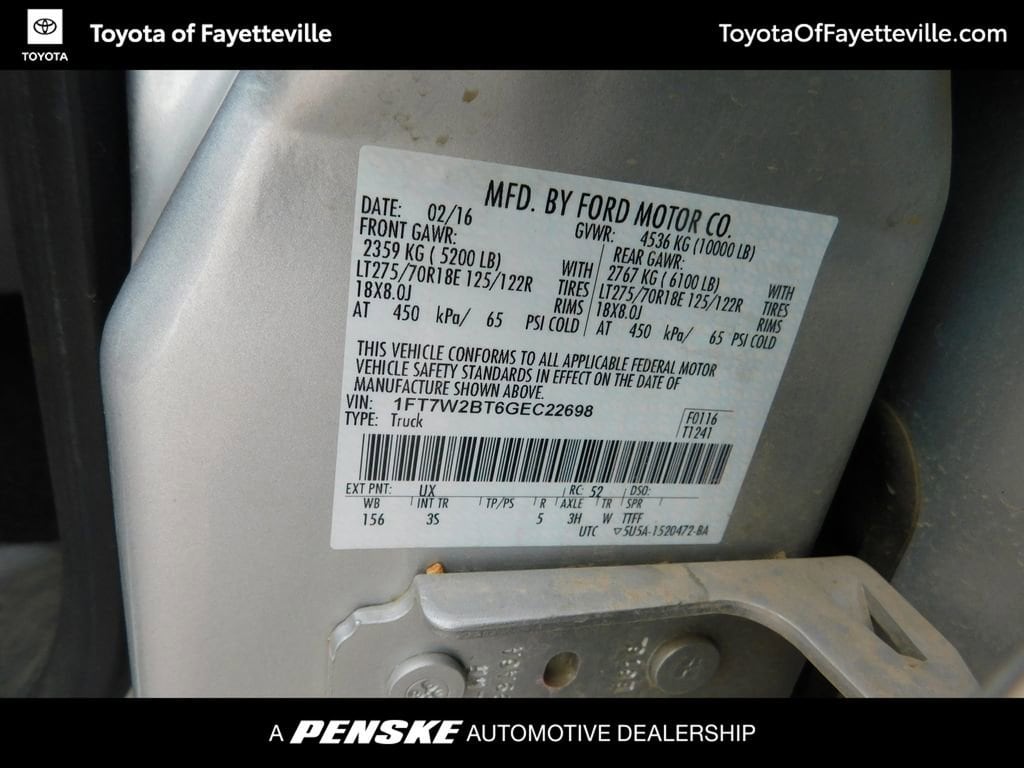 TOYOTA
Toyota of Fayetteville
ToyotaOfFayetteville.com
MFD. BY FORD MOTOR CO.
DATE: 02/16 GVWR: 4536 KG (10000 LB)
FRONT GAWR: REAR GAWR:
2359 KG ( 5200 LB) WITH 2767 KG ( 6100 LB) WITH
LT275/70R18E 125/122R TIRES LT275/70R18E 125/122R TIRES
18X8.0J RIMS 18X8.0J RIMS
AT 450 kPa/ 65 PSI COLD AT 450 kPa/ 65 PSI COLD
THIS VEHICLE CONFORMS TO ALL APPLICABLE FEDERAL MOTOR
VEHICLE SAFETY STANDARDS IN EFFECT ON THE DATE OF
MANUFACTURE SHOWN ABOVE.
VIN: 1FT7W2BT6GEC22698
TYPE: Truck
F0116
T1241
EXT PNT: UX RC: 52 DSO:
WB INT TR TP/PS R AXLE TR SPR
156 3S 5 3H W TTFF
UTC ▽5U5A-1520472-BA
A PENSKE AUTOMOTIVE DEALERSHIP